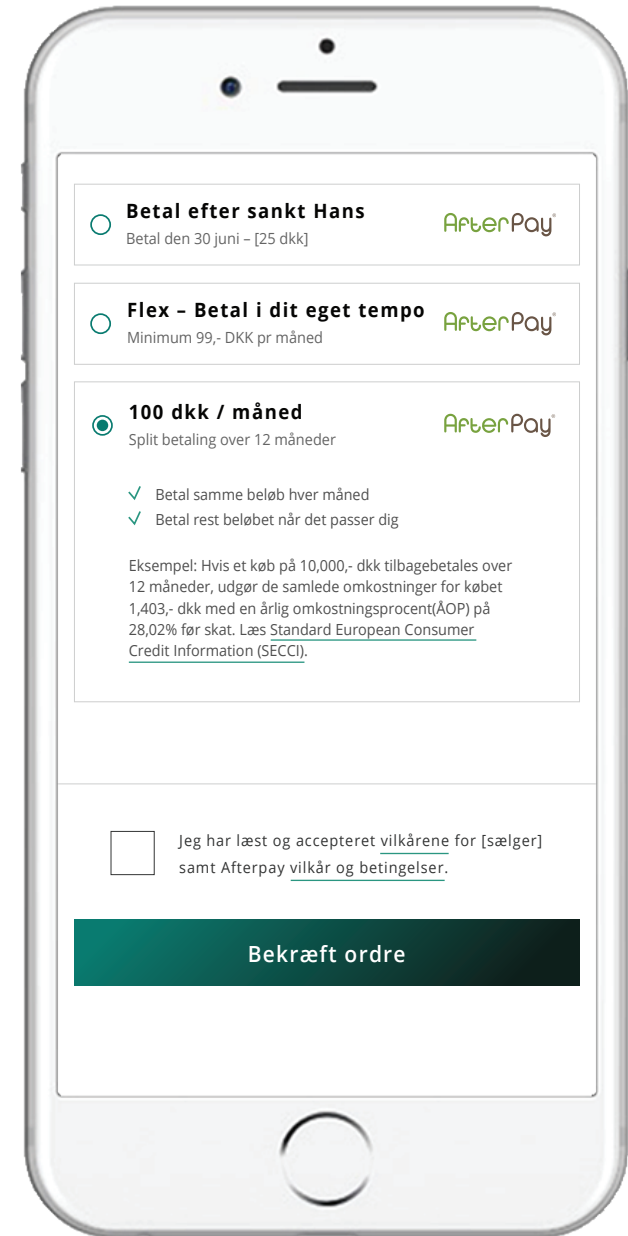 Betal efter sankt Hans
Betal den 30 juni – [25 dkk]
AfterPay
Flex – Betal i dit eget tempo
Minimum 99,- DKK pr måned
AfterPay
100 dkk / måned
Split betaling over 12 måneder
AfterPay
Betal samme beløb hver måned
Betal rest beløbet når det passer dig
Eksempel: Hvis et køb på 10,000,- dkk tilbagebetales over
12 måneder, udgør de samlede omkostninger for købet
1,403,- dkk med en årlig omkostningsprocent(ÅOP) på
28,02% før skat. Læs Standard European Consumer
Credit Information (SECCI).
Jeg har læst og accepteret vilkårene for [sælger]
samt Afterpay vilkår og betingelser.
Bekræft ordre